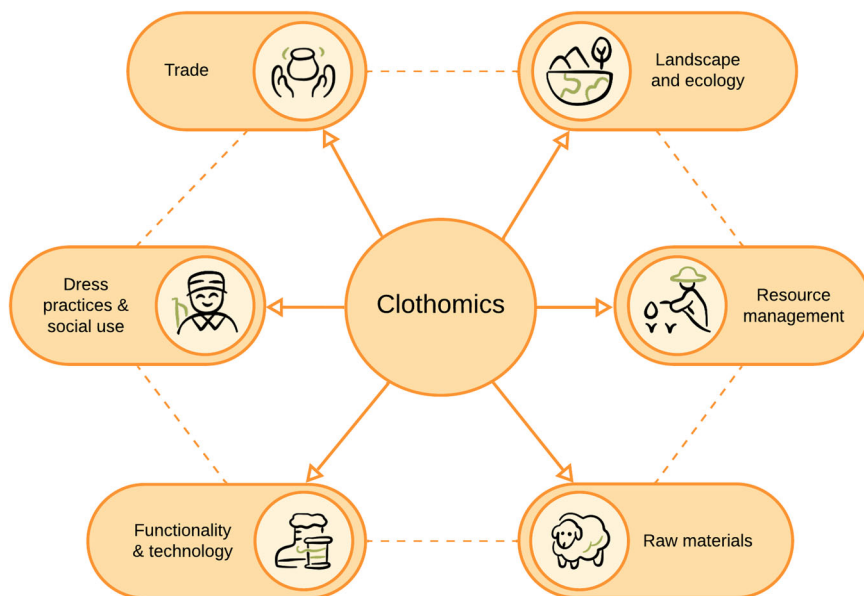 Trade
Landscape
and ecology
Dress
practices &
social use
Clothomics
Resource
management
Functionality
& technology
Raw materials